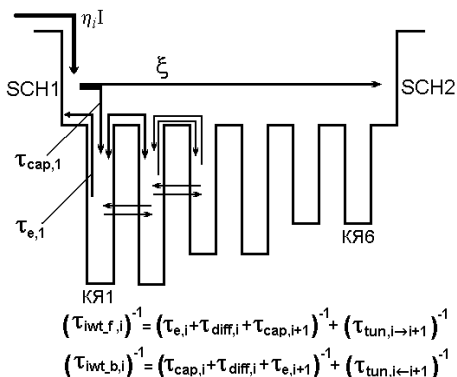 η_i I
ξ
SCH1
SCH2
τ_cap,1
τ_e,1
КЯ1
КЯ6
(τ_iwt_f,i)^-1 = (τ_e,i + τ_diff,i + τ_cap,i+1)^-1 + (τ_tun,i→i+1)^-1
(τ_iwt_b,i)^-1 = (τ_cap,i + τ_diff,i + τ_e,i+1)^-1 + (τ_tun,i←i+1)^-1